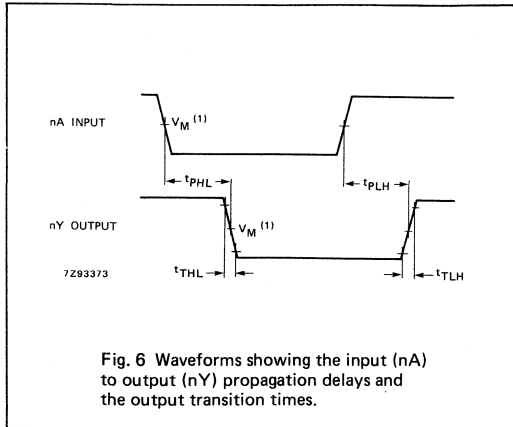 nA INPUT
V_M (1)
t_PHL
t_PLH
nY OUTPUT
V_M (1)
7Z93373
t_THL
t_TLH
Fig. 6 Waveforms showing the input (nA)
to output (nY) propagation delays and
the output transition times.